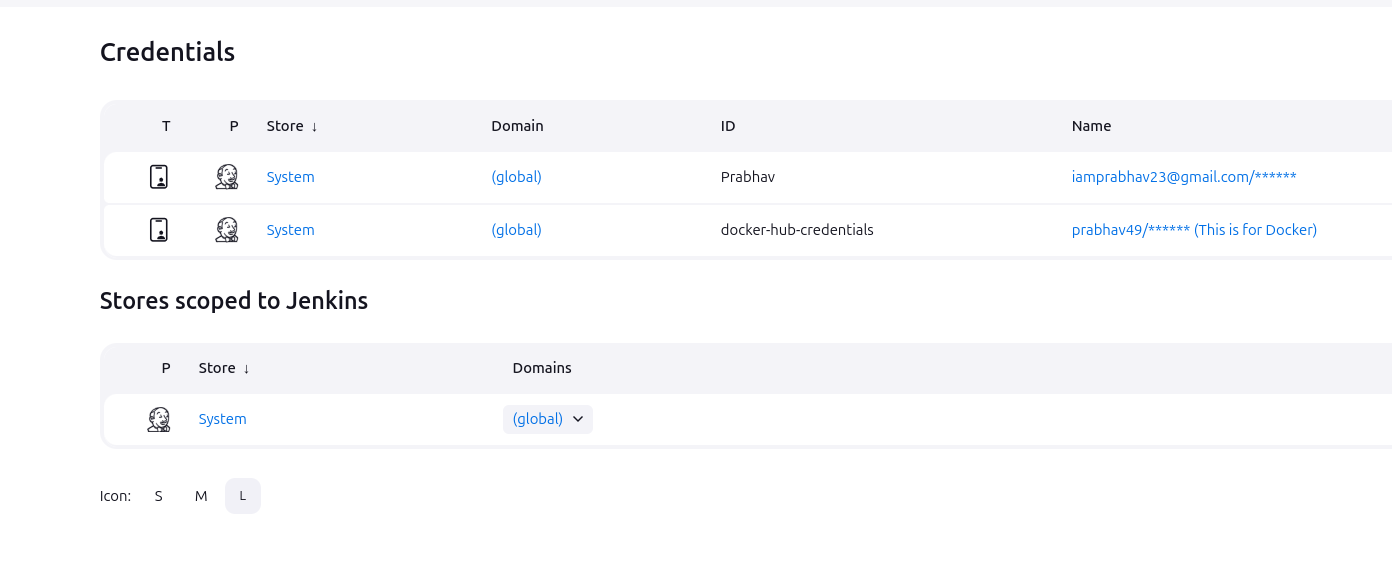 Credentials
T P Store ↓ Domain ID Name
System (global) Prabhav iamprabhav23@gmail.com/******
System (global) docker-hub-credentials prabhav49/****** (This is for Docker)
Stores scoped to Jenkins
P Store ↓ Domains
System (global)
Icon: S M L